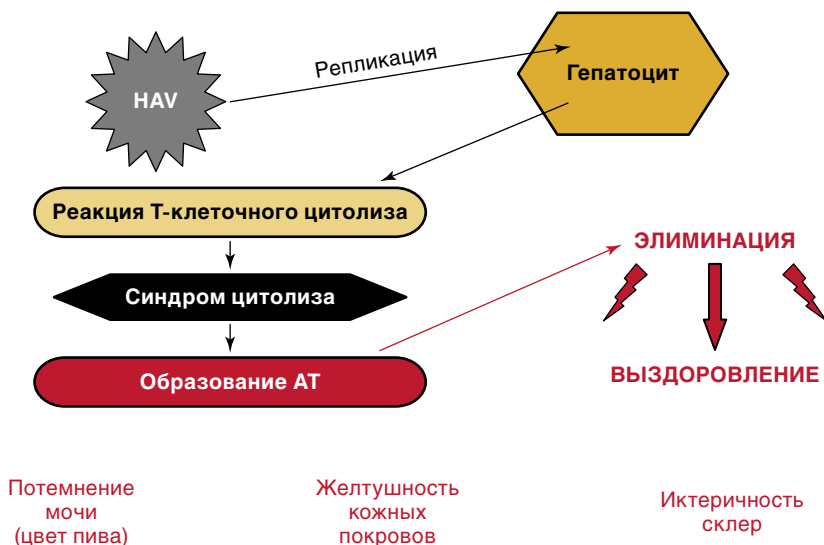 HAV
Репликация
Гепатоцит
Реакция Т-клеточного цитолиза
Синдром цитолиза
Образование АТ
ЭЛИМИНАЦИЯ
ВЫЗДОРОВЛЕНИЕ
Потемнение
мочи
(цвет пива)
Желтушность
кожных
покровов
Иктеричность
склер